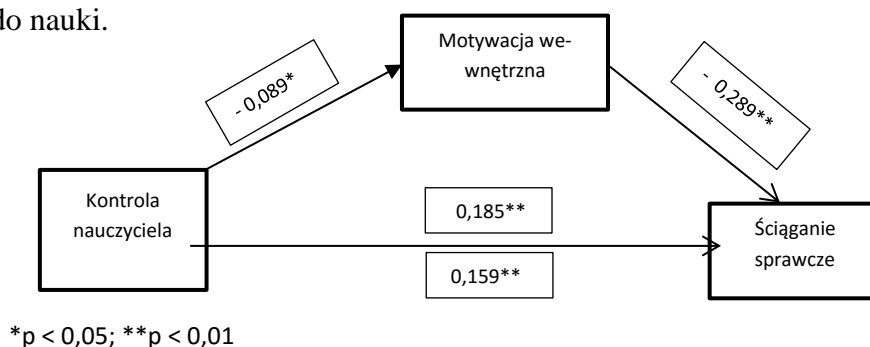 do nauki.
Motywacja we-
wnętrzna
- 0,089*
- 0,289**
Kontrola
nauczyciela
0,185**
Ściąganie
sprawcze
0,159**
*p < 0,05; **p < 0,01